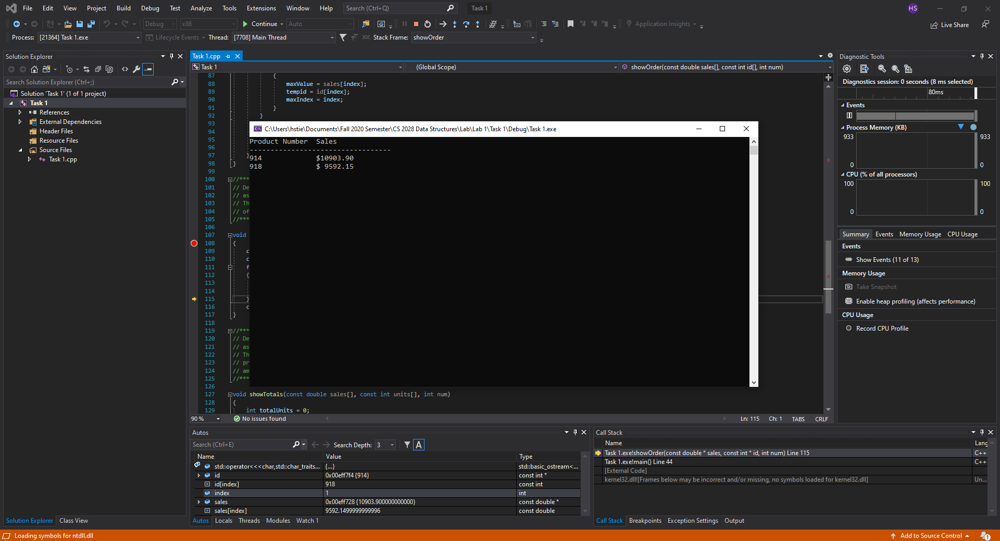 File Edit View Project Build Debug Test Analyze Tools Extensions Window Help Search (Ctrl+Q) Task 1 HS
Debug x86 Continue Auto Application Insights Live Share
Process: [21364] Task 1.exe Lifecycle Events Thread: [7708] Main Thread Stack Frame: showOrder
Solution Explorer
Search Solution Explorer (Ctrl+;)
Solution 'Task 1' (1 of 1 project)
Task 1
References
External Dependencies
Header Files
Resource Files
Source Files
Task 1.cpp
Solution Explorer Class View
Task 1.cpp
Task 1 (Global Scope) showOrder(const double sales[], const int id[], int num)
87 {
88 maxValue = sales[index];
89 tempid = id[index];
90 maxIndex = index;
91 }
92 }
93
94
95
96
97 }
98 }
99
100 //***
101 // De
102 // as
103 // Th
104 // of
105 //***
106
107 void
108 {
109 c
110 c
111 f
112 {
113
114
115 }
116 c
117 }
118
119 //***
120 // De
121 // as
122 // Th
123 // pr
124 // am
125 //***
126
127 void showTotals(const double sales[], const int units[], int num)
128 {
129 int totalUnits = 0;
90 % No issues found Ln: 115 Ch: 1 TABS CRLF
C:\Users\hstie\Documents\Fall 2020 Semester\CS 2028 Data Structures\Lab\Lab 1\Task 1\Debug\Task 1.exe
Product Number Sales
----------------------------------
914 $10903.90
918 $ 9592.15
Diagnostic Tools
Diagnostics session: 0 seconds (8 ms selected)
80ms
Events
Process Memory (KB)
933 933
0 0
CPU (% of all processors)
100 100
0 0
Summary Events Memory Usage CPU Usage
Events
Show Events (11 of 13)
Memory Usage
Take Snapshot
Enable heap profiling (affects performance)
CPU Usage
Record CPU Profile
Autos
Search (Ctrl+E) Search Depth: 3 A
Name Value Type
std::operator<<<char,std::char_traits... {...} std::basic_ostream<...
id 0x00eff7f4 {914} const int *
id[index] 918 const int
index 1 int
sales 0x00eff728 {10903.900000000000} const double *
sales[index] 9592.1499999999996 const double
Autos Locals Threads Modules Watch 1
Call Stack
Name Lang
Task 1.exe!showOrder(const double * sales, const int * id, int num) Line 115 C++
Task 1.exe!main() Line 44 C++
[External Code]
kernel32.dll![Frames below may be incorrect and/or missing, no symbols loaded for kernel32.dll] Un...
Call Stack Breakpoints Exception Settings Output
Loading symbols for ntdll.dll Add to Source Control 1